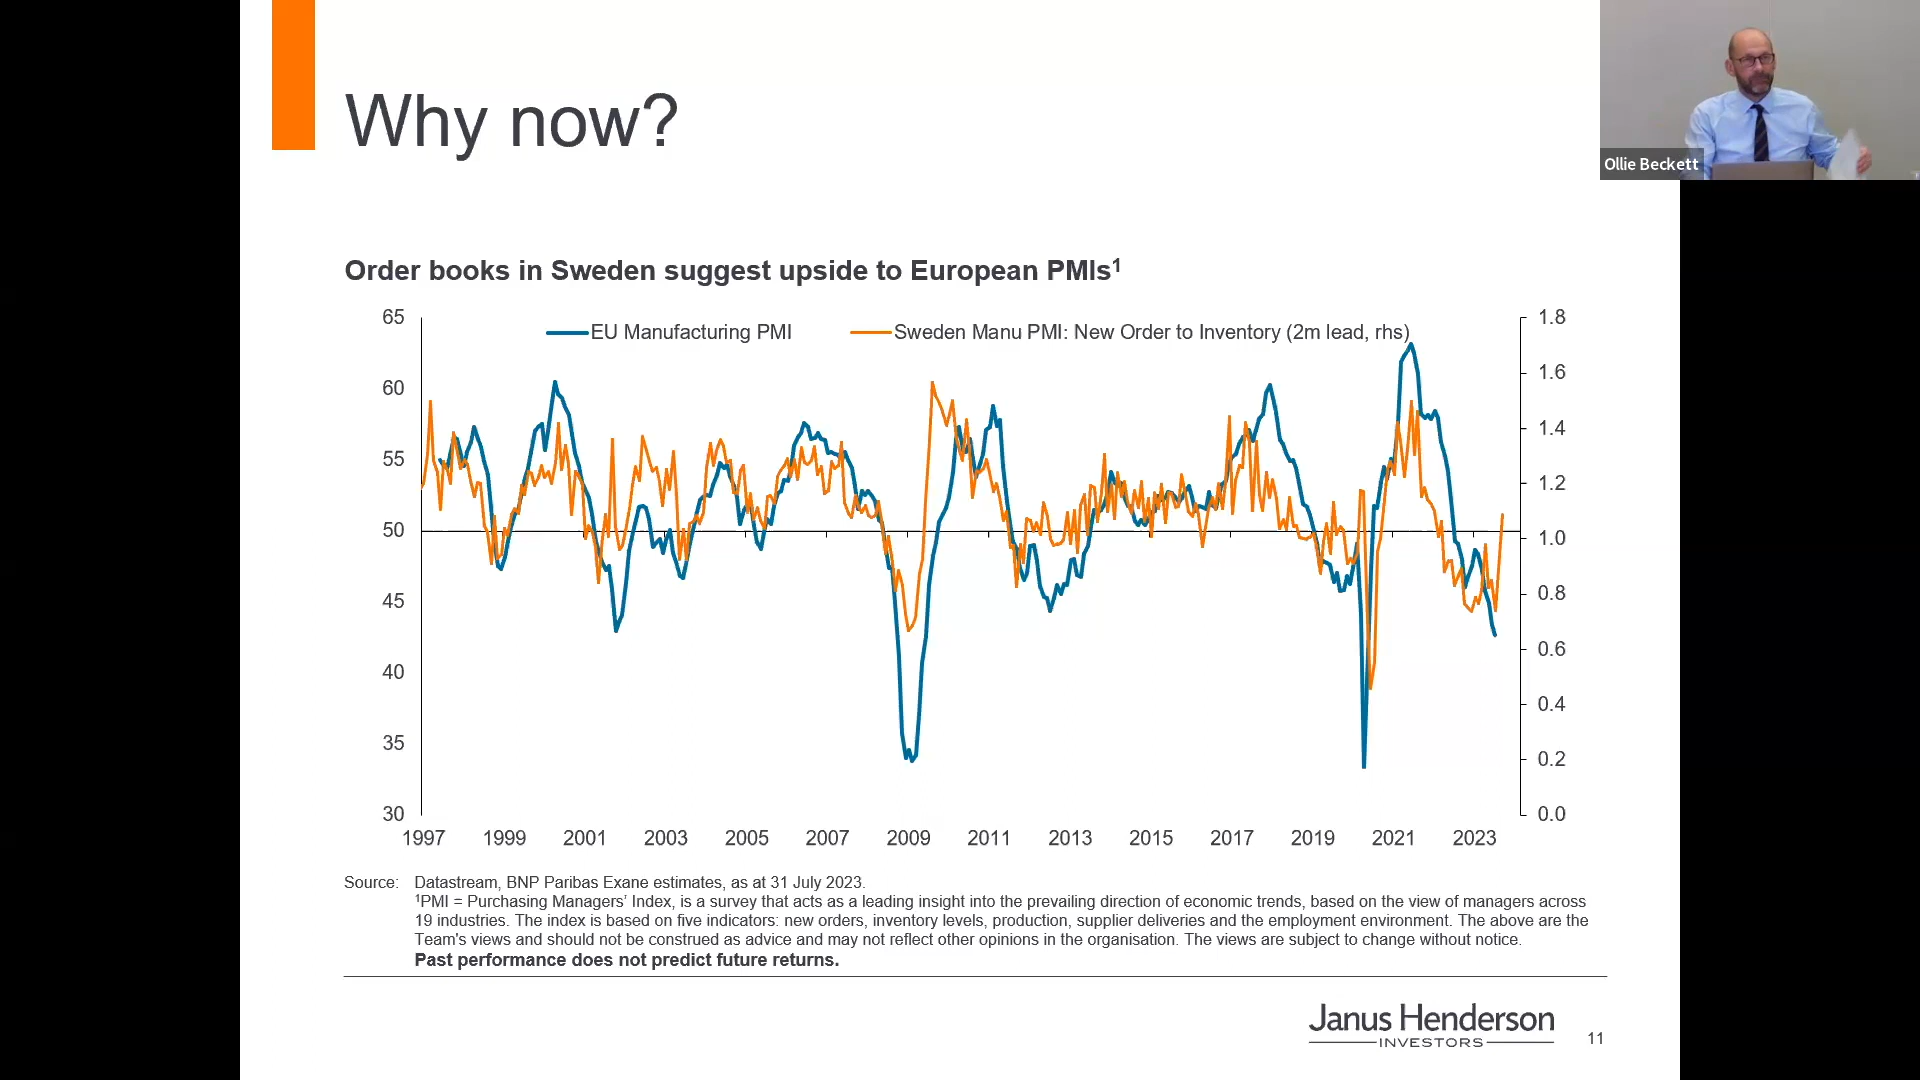 Why now?
Ollie Beckett
Order books in Sweden suggest upside to European PMIs¹
EU Manufacturing PMI
Sweden Manu PMI: New Order to Inventory (2m lead, rhs)
65
60
55
50
45
40
35
30
1.8
1.6
1.4
1.2
1.0
0.8
0.6
0.4
0.2
0.0
1997 1999 2001 2003 2005 2007 2009 2011 2013 2015 2017 2019 2021 2023
Source: Datastream, BNP Paribas Exane estimates, as at 31 July 2023.
¹PMI = Purchasing Managers’ Index, is a survey that acts as a leading insight into the prevailing direction of economic trends, based on the view of managers across
19 industries. The index is based on five indicators: new orders, inventory levels, production, supplier deliveries and the employment environment. The above are the
Team's views and should not be construed as advice and may not reflect other opinions in the organisation. The views are subject to change without notice.
Past performance does not predict future returns.
Janus Henderson
INVESTORS
11